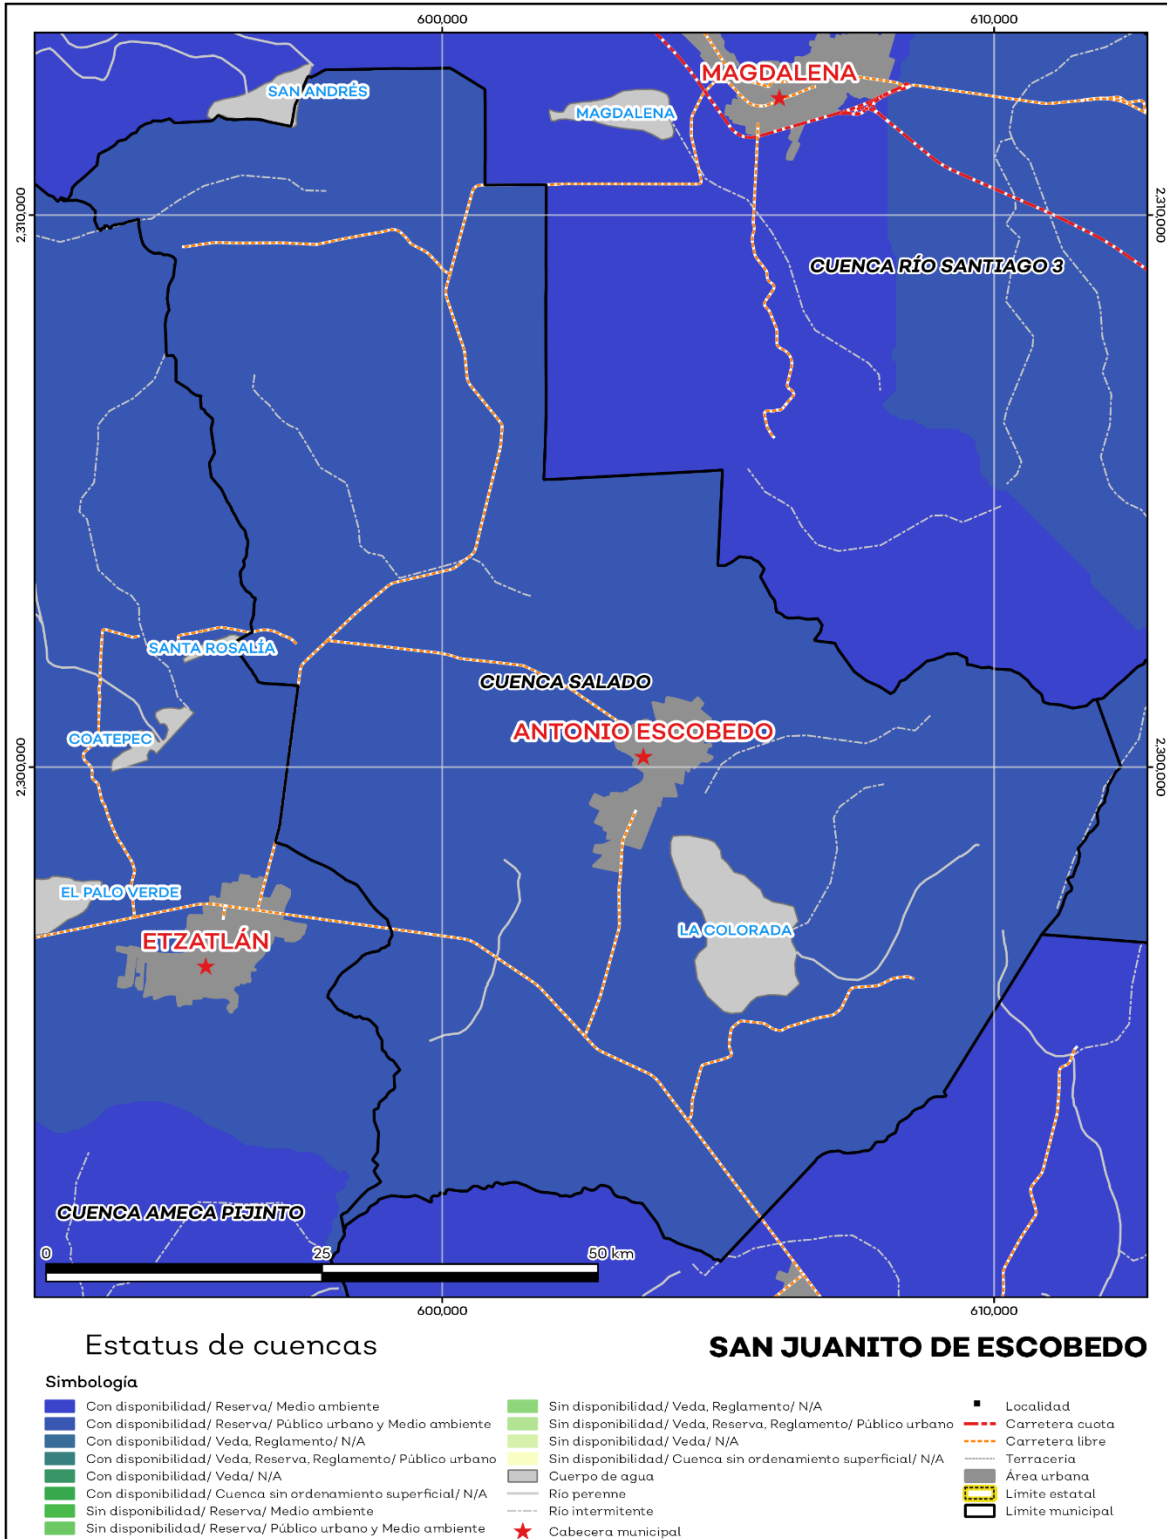 600,000
610,000
MAGDALENA
SAN ANDRÉS
MAGDALENA
2,310,000
2,310,000
CUENCA RÍO SANTIAGO 3
SANTA ROSALÍA
CUENCA SALADO
ANTONIO ESCOBEDO
COATEPEC
2,300,000
2,300,000
EL PALO VERDE
ETZATLÁN
LA COLORADA
CUENCA AMECA PIJINTO
0 25 50 km
600,000
610,000
Estatus de cuencas
SAN JUANITO DE ESCOBEDO
Simbología
Con disponibilidad/ Reserva/ Medio ambiente
Con disponibilidad/ Reserva/ Público urbano y Medio ambiente
Con disponibilidad/ Veda, Reglamento/ N/A
Con disponibilidad/ Veda, Reserva, Reglamento/ Público urbano
Con disponibilidad/ Veda/ N/A
Con disponibilidad/ Cuenca sin ordenamiento superficial/ N/A
Sin disponibilidad/ Reserva/ Medio ambiente
Sin disponibilidad/ Reserva/ Público urbano y Medio ambiente
Sin disponibilidad/ Veda, Reglamento/ N/A
Sin disponibilidad/ Veda, Reserva, Reglamento/ Público urbano
Sin disponibilidad/ Veda/ N/A
Sin disponibilidad/ Cuenca sin ordenamiento superficial/ N/A
Cuerpo de agua
Río perenne
Río intermitente
Cabecera municipal
Localidad
Carretera cuota
Carretera libre
Terracería
Área urbana
Límite estatal
Límite municipal